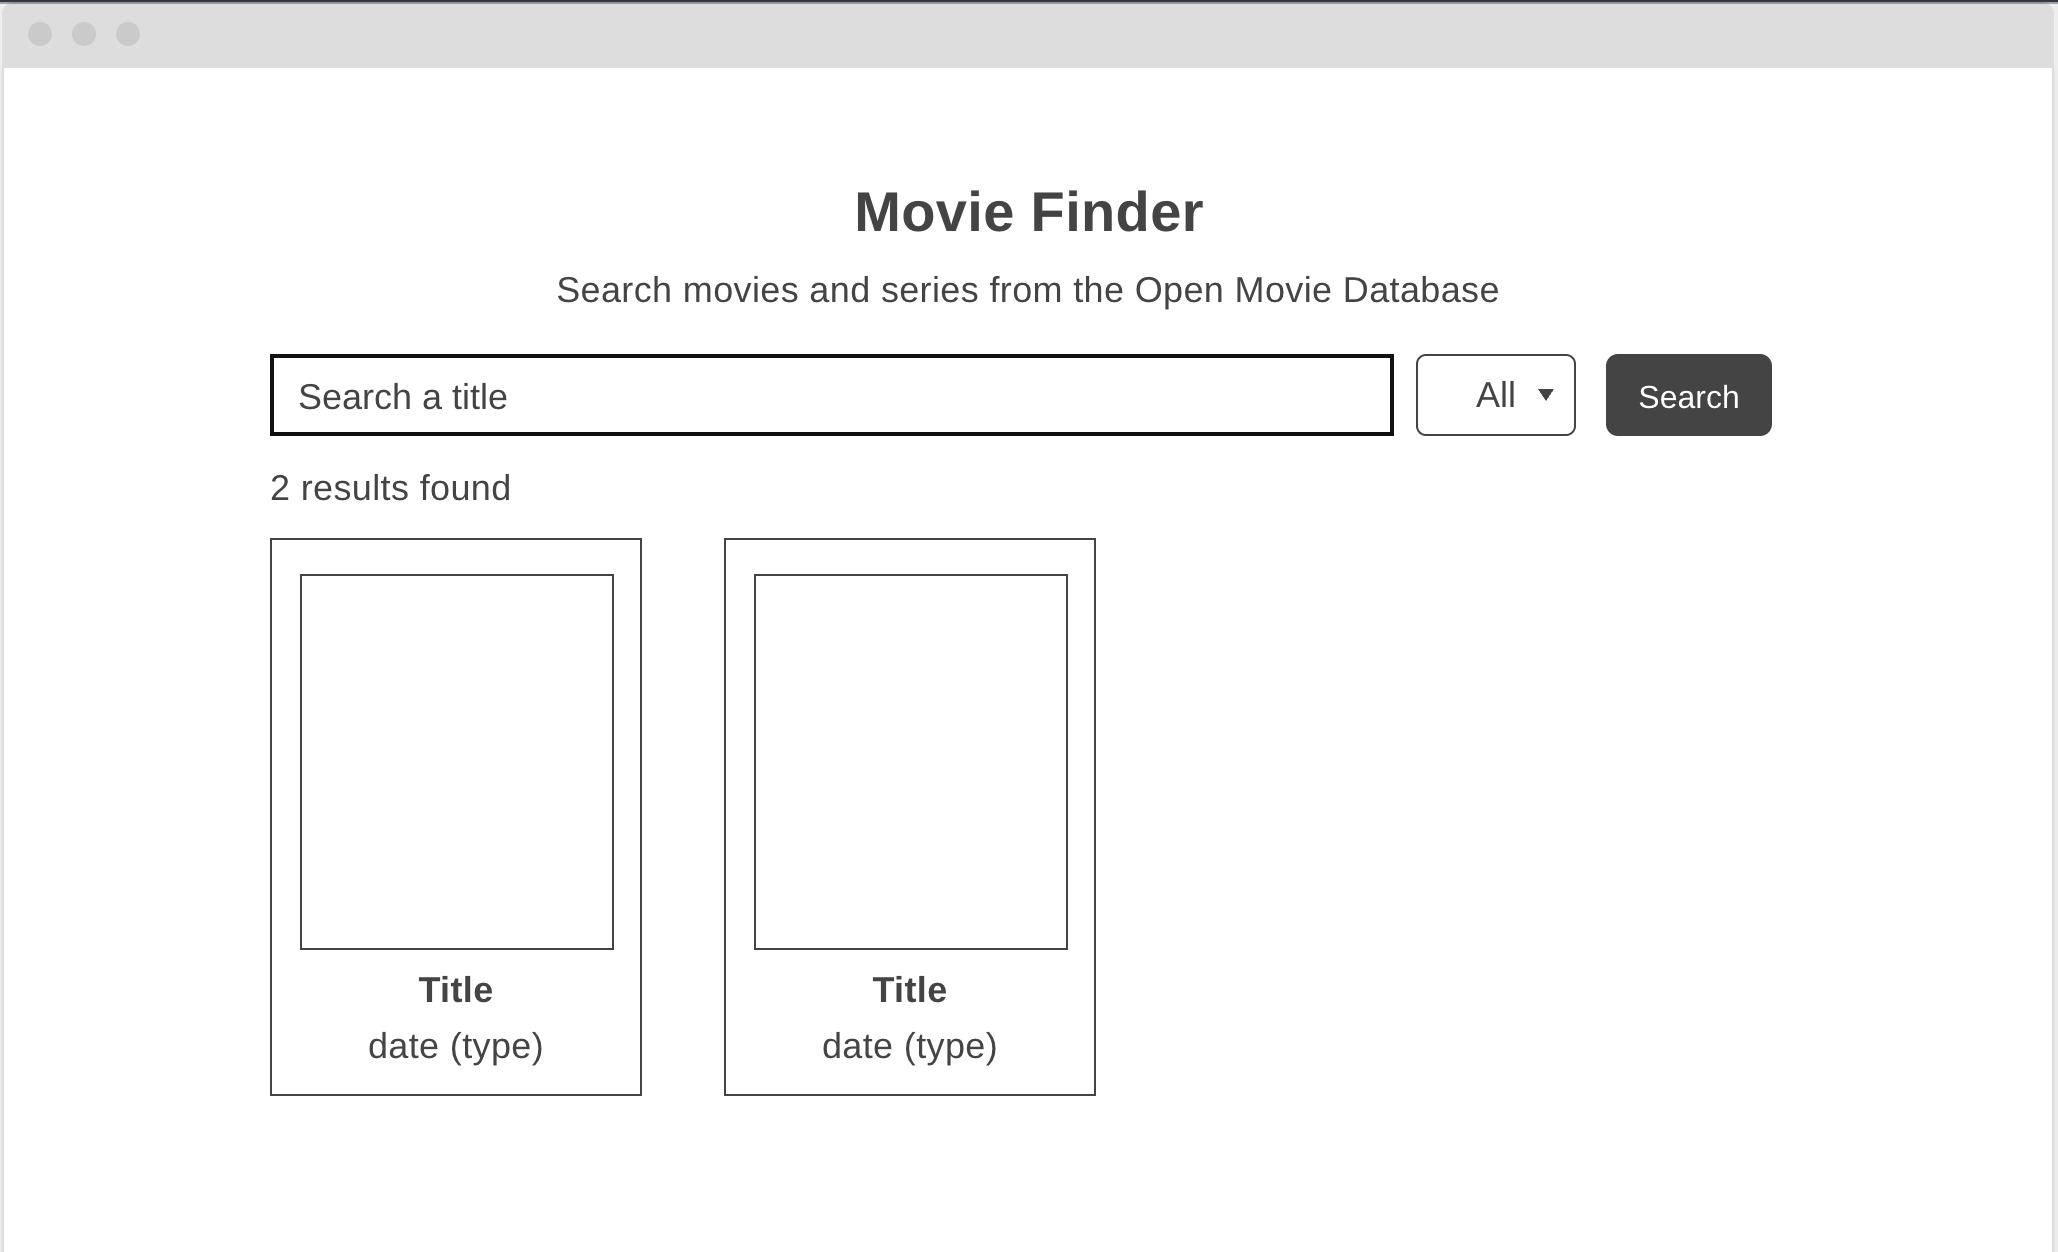 Movie Finder
Search movies and series from the Open Movie Database
Search a title
All
Search
2 results found
Title
date (type)
Title
date (type)